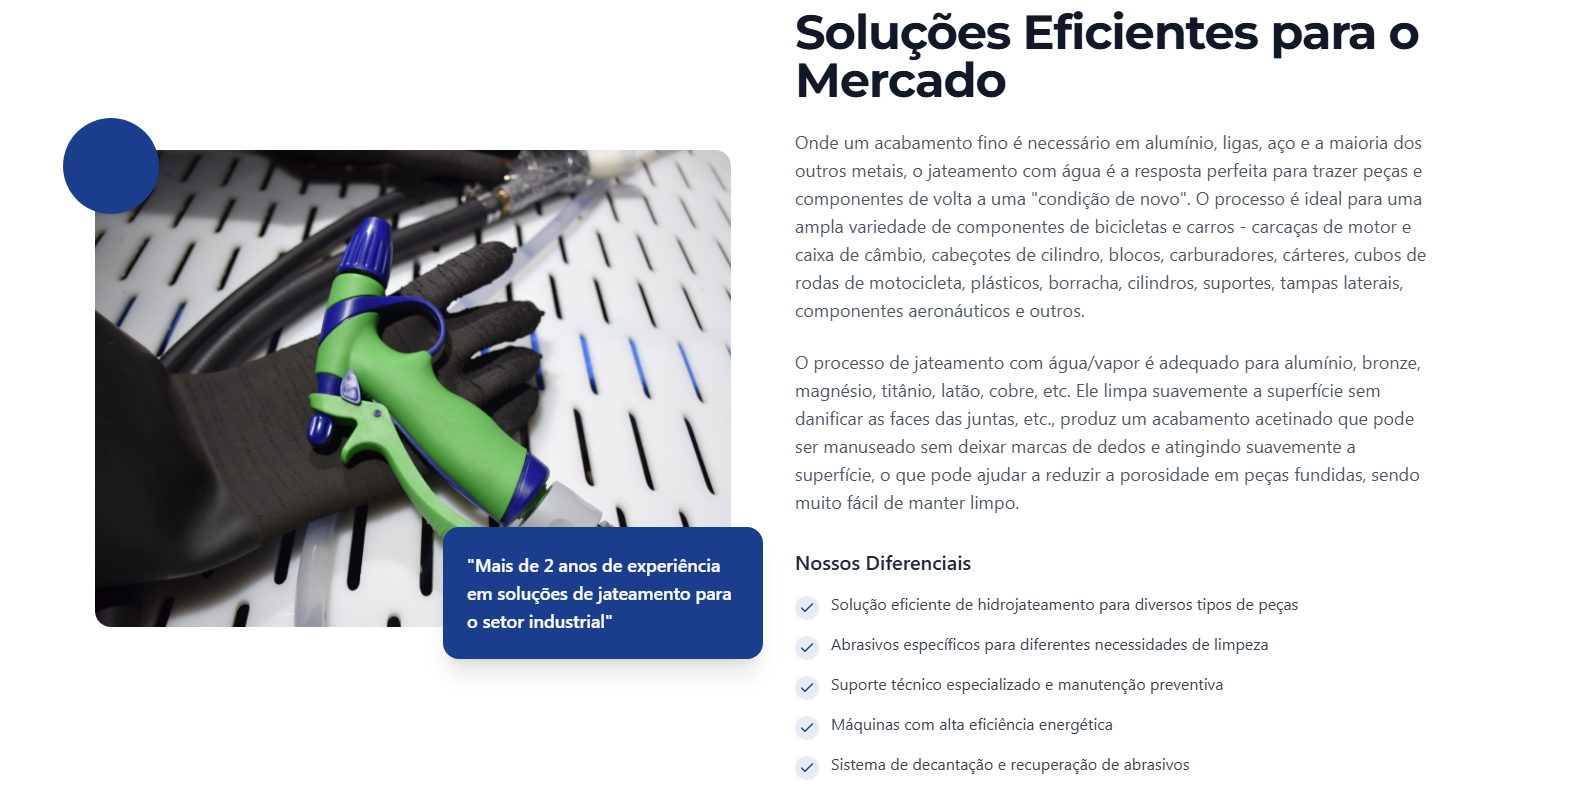 Soluções Eficientes para o
Mercado
Onde um acabamento fino é necessário em alumínio, ligas, aço e a maioria dos
outros metais, o jateamento com água é a resposta perfeita para trazer peças e
componentes de volta a uma "condição de novo". O processo é ideal para uma
ampla variedade de componentes de bicicletas e carros - carcaças de motor e
caixa de câmbio, cabeçotes de cilindro, blocos, carburadores, cárteres, cubos de
rodas de motocicleta, plásticos, borracha, cilindros, suportes, tampas laterais,
componentes aeronáuticos e outros.
O processo de jateamento com água/vapor é adequado para alumínio, bronze,
magnésio, titânio, latão, cobre, etc. Ele limpa suavemente a superfície sem
danificar as faces das juntas, etc., produz um acabamento acetinado que pode
ser manuseado sem deixar marcas de dedos e atingindo suavemente a
superfície, o que pode ajudar a reduzir a porosidade em peças fundidas, sendo
muito fácil de manter limpo.
"Mais de 2 anos de experiência
em soluções de jateamento para
o setor industrial"
Nossos Diferenciais
Solução eficiente de hidrojateamento para diversos tipos de peças
Abrasivos específicos para diferentes necessidades de limpeza
Suporte técnico especializado e manutenção preventiva
Máquinas com alta eficiência energética
Sistema de decantação e recuperação de abrasivos